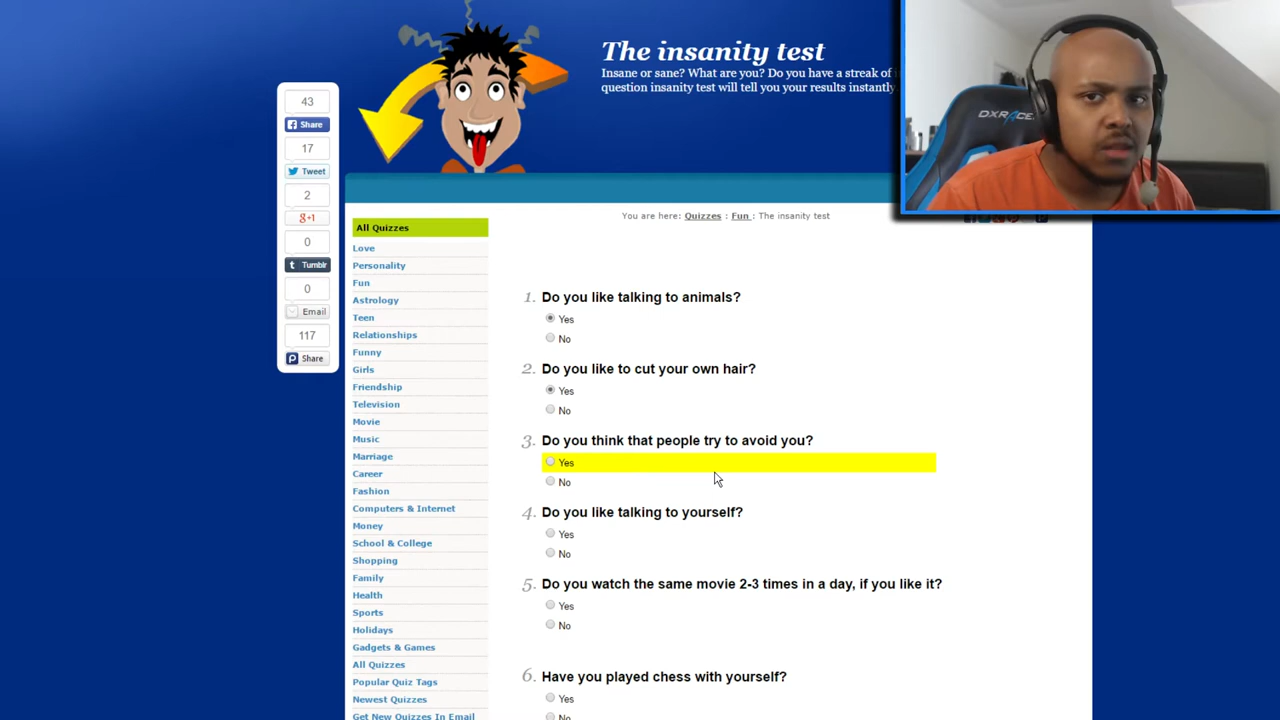 The insanity test
Insane or sane? What are you? Do you have a streak of
question insanity test will tell you your results instantly.
DXRACE
43
Share
17
Tweet
2
g+1
0
Tumblr
0
Email
117
Share
You are here: Quizzes : Fun : The insanity test
All Quizzes
Love
Personality
Fun
Astrology
Teen
Relationships
Funny
Girls
Friendship
Television
Movie
Music
Marriage
Career
Fashion
Computers & Internet
Money
School & College
Shopping
Family
Health
Sports
Holidays
Gadgets & Games
All Quizzes
Popular Quiz Tags
Newest Quizzes
Get New Quizzes In Email
1. Do you like talking to animals?
Yes
No
2. Do you like to cut your own hair?
Yes
No
3. Do you think that people try to avoid you?
Yes
No
4. Do you like talking to yourself?
Yes
No
5. Do you watch the same movie 2-3 times in a day, if you like it?
Yes
No
6. Have you played chess with yourself?
Yes
No